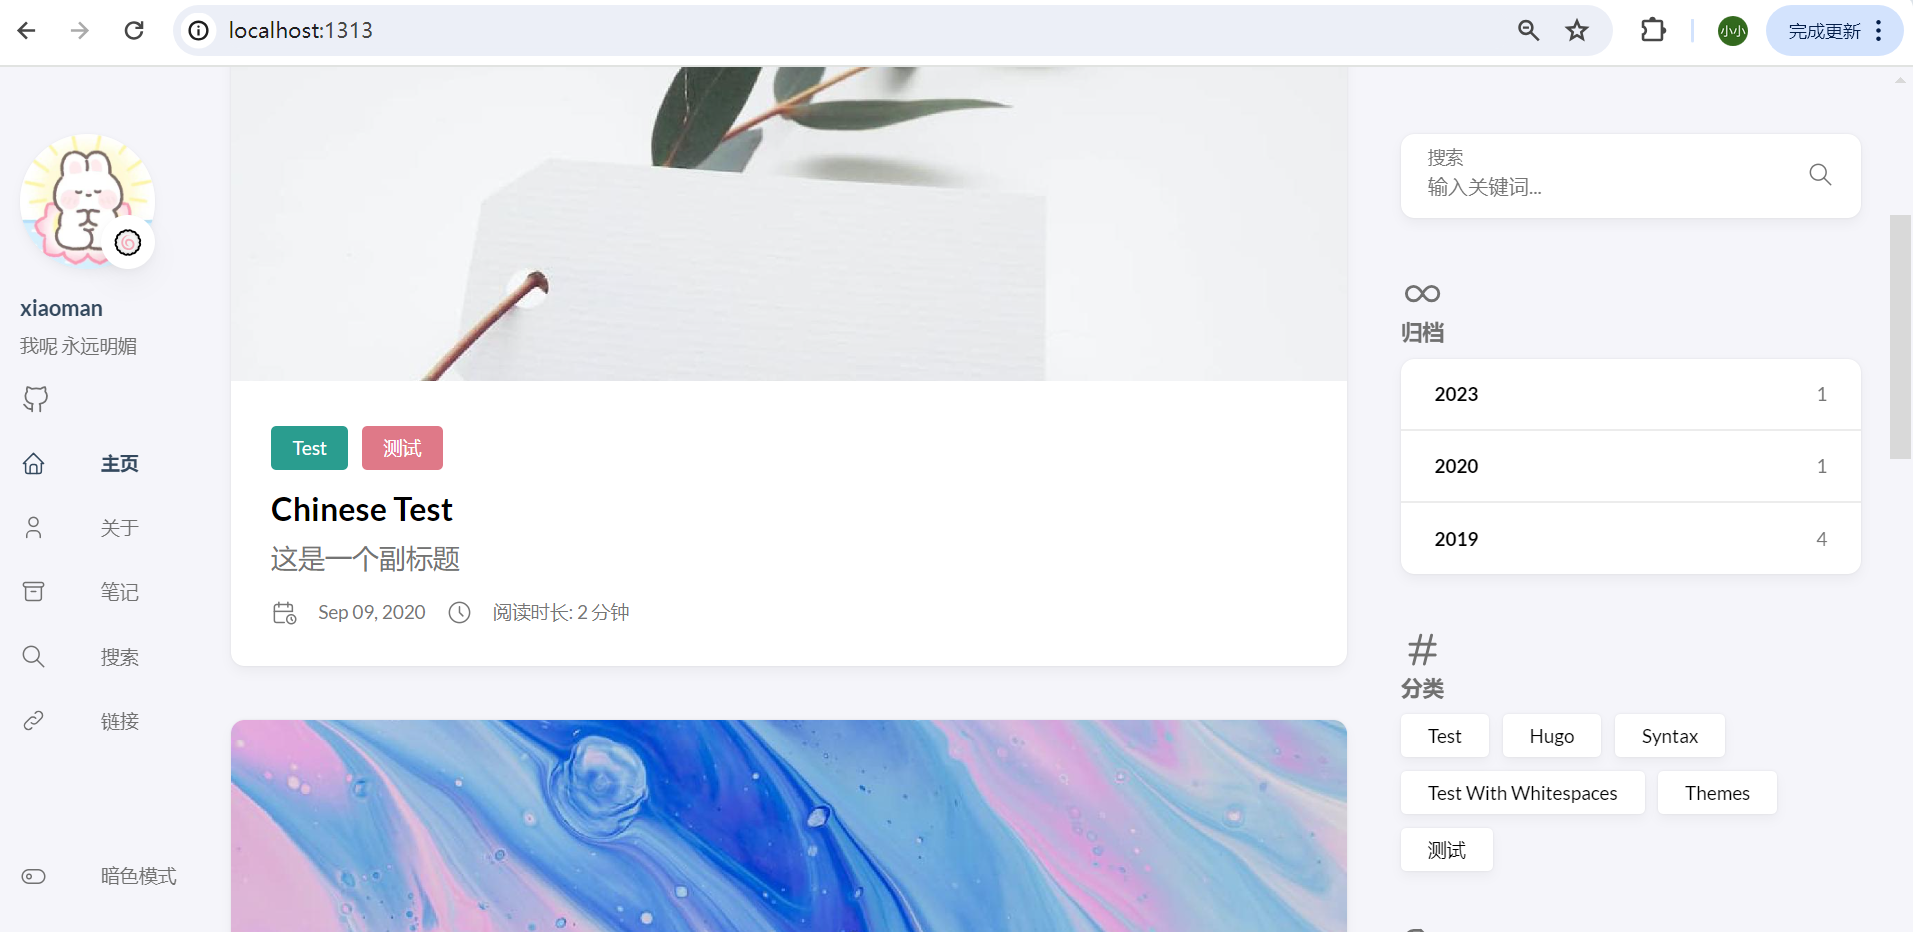 localhost:1313
小小
完成更新
xiaoman
我呢 永远明媚
主页
关于
笔记
搜索
链接
暗色模式
Test
测试
Chinese Test
这是一个副标题
Sep 09, 2020
阅读时长: 2 分钟
搜索
输入关键词...
归档
2023 1
2020 1
2019 4
分类
Test Hugo Syntax
Test With Whitespaces Themes
测试